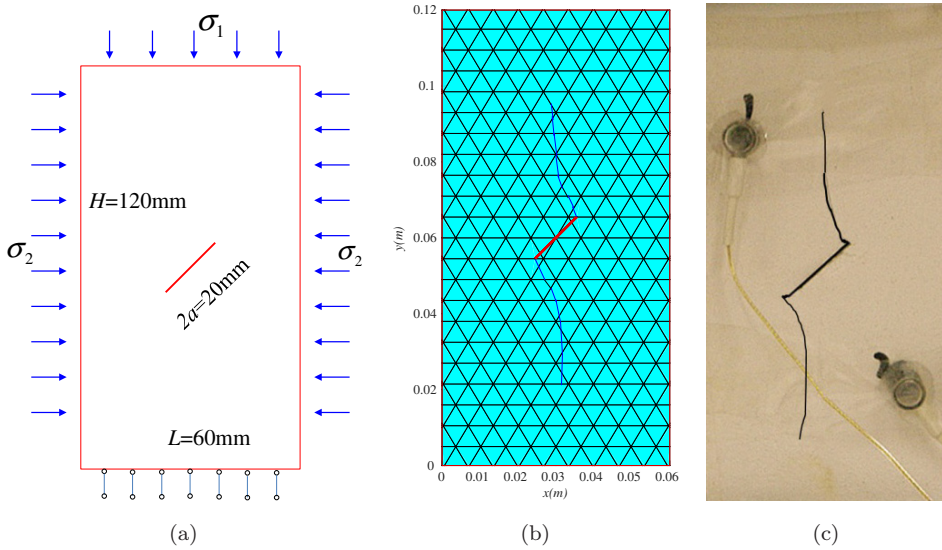 σ₁
H=120mm
σ₂
σ₂
2a=20mm
L=60mm
(a)
0.12
0.1
0.08
0.06
0.04
0.02
0
y(m)
0
0.01
0.02
0.03
0.04
0.05
0.06
x(m)
(b)
(c)